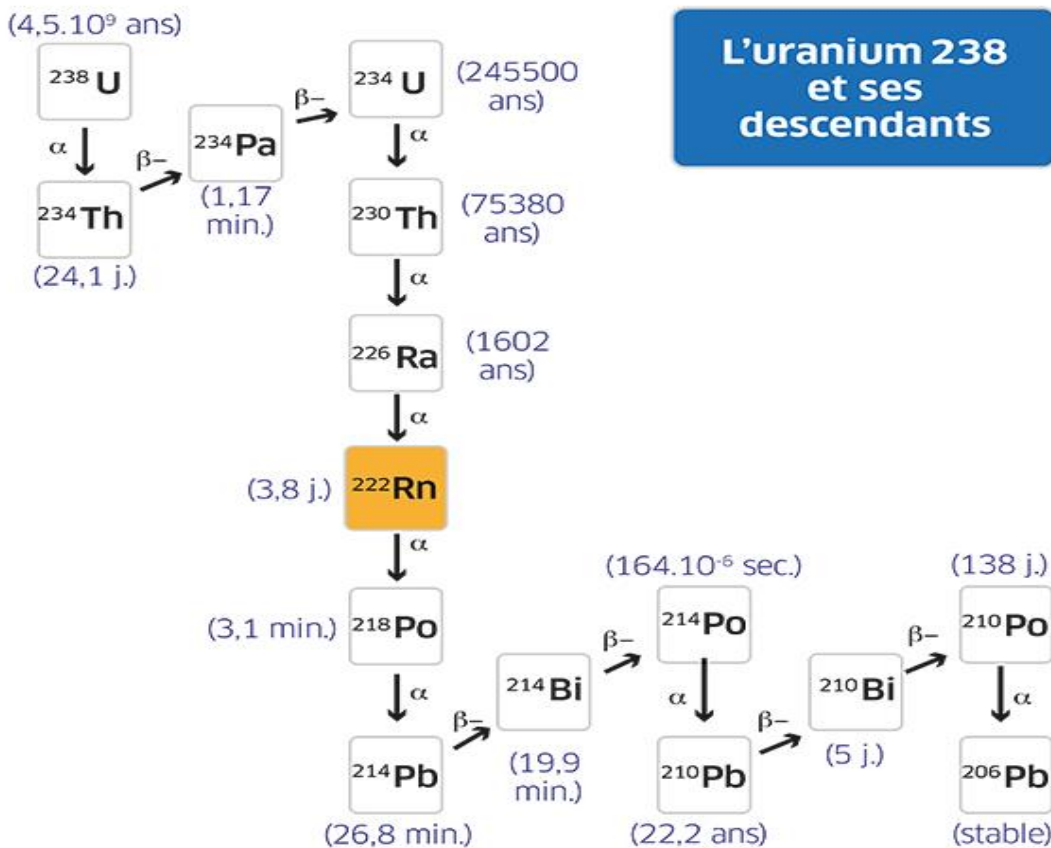 L'uranium 238
et ses
descendants
(4,5.10⁹ ans)
²³⁸U
α
²³⁴Th
(24,1 j.)
β–
²³⁴Pa
(1,17
min.)
β–
²³⁴U
(245500
ans)
α
²³⁰Th
(75380
ans)
α
²²⁶Ra
(1602
ans)
α
²²²Rn
(3,8 j.)
α
²¹⁸Po
(3,1 min.)
α
²¹⁴Pb
(26,8 min.)
β–
²¹⁴Bi
(19,9
min.)
β–
(164.10⁻⁶ sec.)
²¹⁴Po
α
²¹⁰Pb
(22,2 ans)
β–
²¹⁰Bi
(5 j.)
β–
(138 j.)
²¹⁰Po
α
²⁰⁶Pb
(stable)